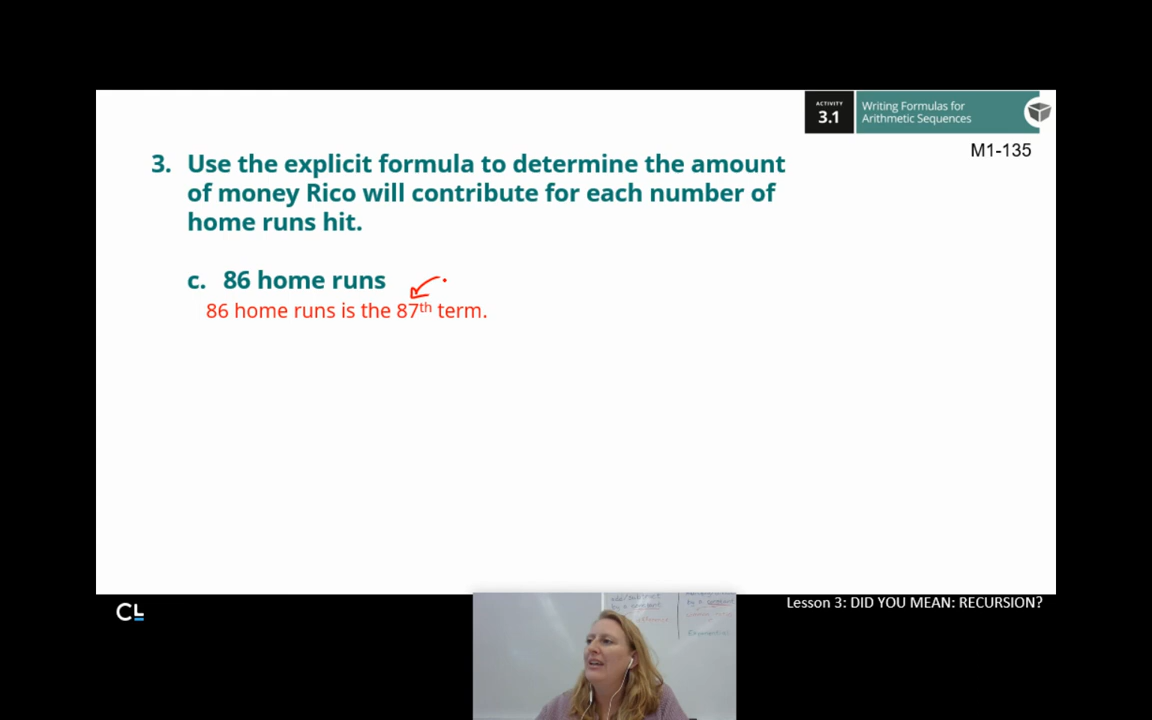 ACTIVITY
3.1
Writing Formulas for
Arithmetic Sequences
M1-135
3. Use the explicit formula to determine the amount
of money Rico will contribute for each number of
home runs hit.
c. 86 home runs
86 home runs is the 87th term.
CL
Lesson 3: DID YOU MEAN: RECURSION?
by a constant